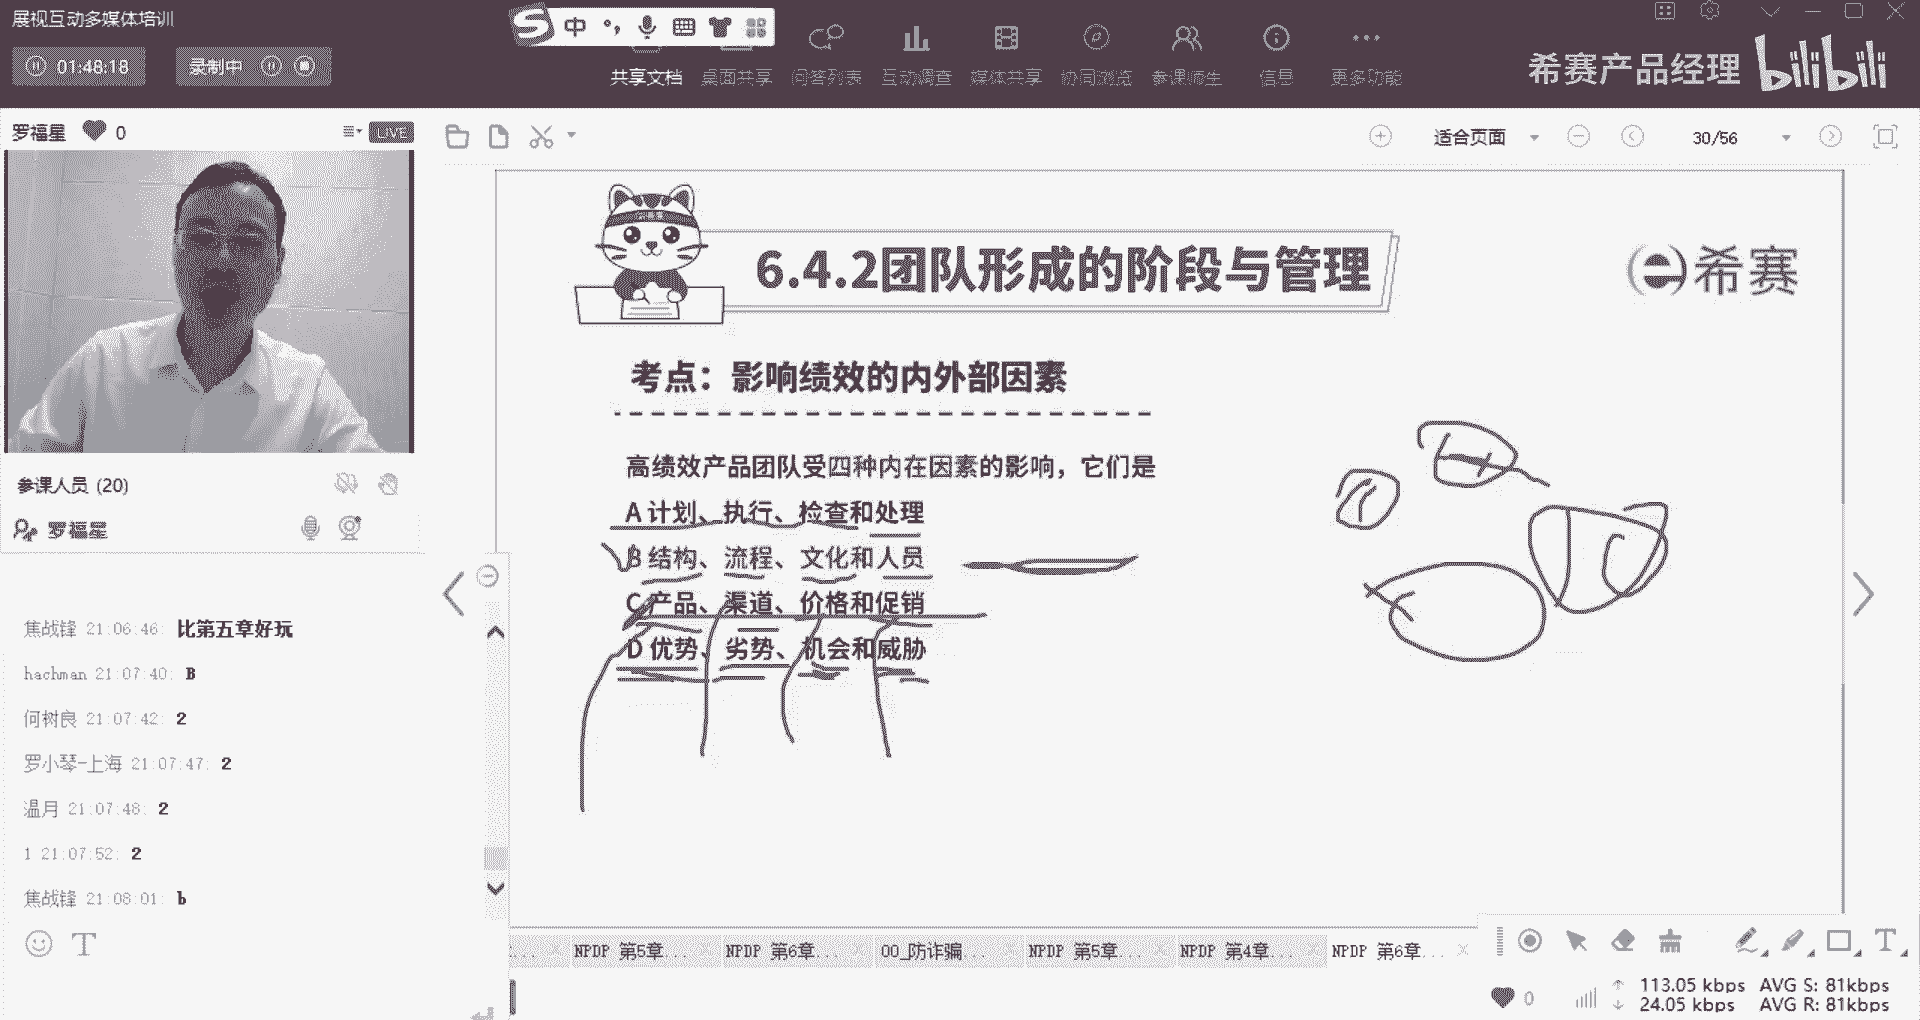 展视互动多媒体培训
01:48:18
录制中
中
共享文档
桌面共享
问答列表
互动调查
媒体共享
协同浏览
参课师生
信息
更多功能
希赛产品经理
bilibili
罗福星 0
LIVE
适合页面
30/56
参课人员 (20)
罗福星
焦战锋 21:06:46: 比第五章好玩
hachman 21:07:40: B
何树良 21:07:42: 2
罗小琴-上海 21:07:47: 2
温月 21:07:48: 2
1 21:07:52: 2
焦战锋 21:08:01: b
6.4.2团队形成的阶段与管理
希赛
考点：影响绩效的内外部因素
高绩效产品团队受四种内在因素的影响，它们是
A 计划、执行、检查和处理
B 结构、流程、文化和人员
C 产品、渠道、价格和促销
D 优势、劣势、机会和威胁
NPDP 第5章...
NPDP 第6章...
00_防诈骗...
NPDP 第5章...
NPDP 第4章...
NPDP 第6章...
0
113.05 kbps AVG S: 81kbps
24.05 kbps AVG R: 81kbps